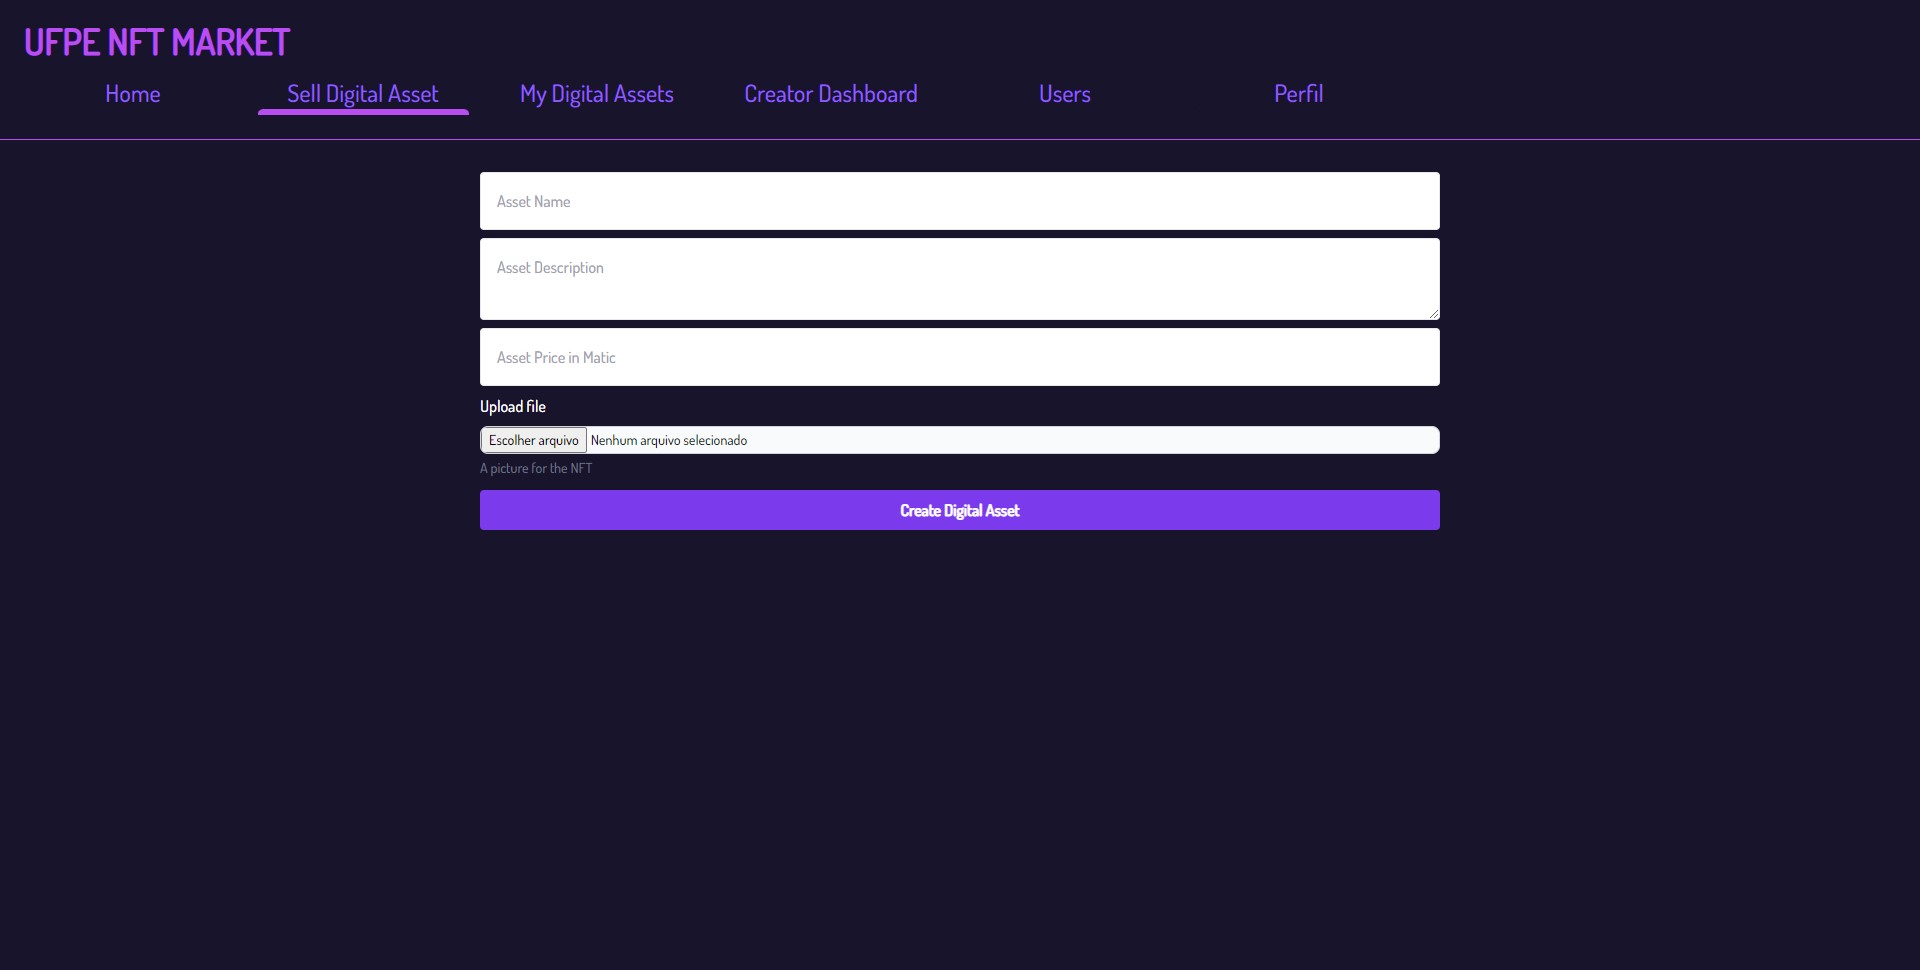 UFPE NFT MARKET
Home Sell Digital Asset My Digital Assets Creator Dashboard Users Perfil
Asset Name
Asset Description
Asset Price in Matic
Upload file
Escolher arquivo Nenhum arquivo selecionado
A picture for the NFT
Create Digital Asset